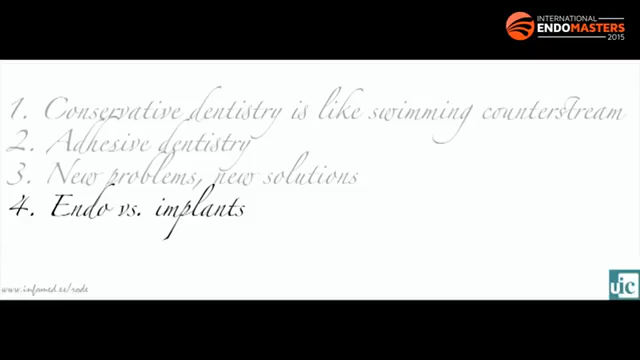 INTERNATIONAL
ENDOMASTERS
2015
1. Conservative dentistry is like swimming counterstream
2. Adhesive dentistry
3. New problems, new solutions
4. Endo vs. implants
www.infomed.es/rode
uic